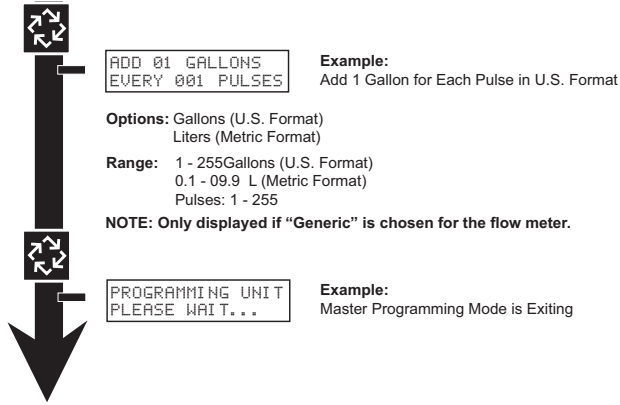 ADD 01 GALLONS
EVERY 001 PULSES
Example:
Add 1 Gallon for Each Pulse in U.S. Format
Options: Gallons (U.S. Format)
Liters (Metric Format)
Range: 1 - 255Gallons (U.S. Format)
0.1 - 09.9 L (Metric Format)
Pulses: 1 - 255
NOTE: Only displayed if “Generic” is chosen for the flow meter.
PROGRAMMING UNIT
PLEASE WAIT...
Example:
Master Programming Mode is Exiting